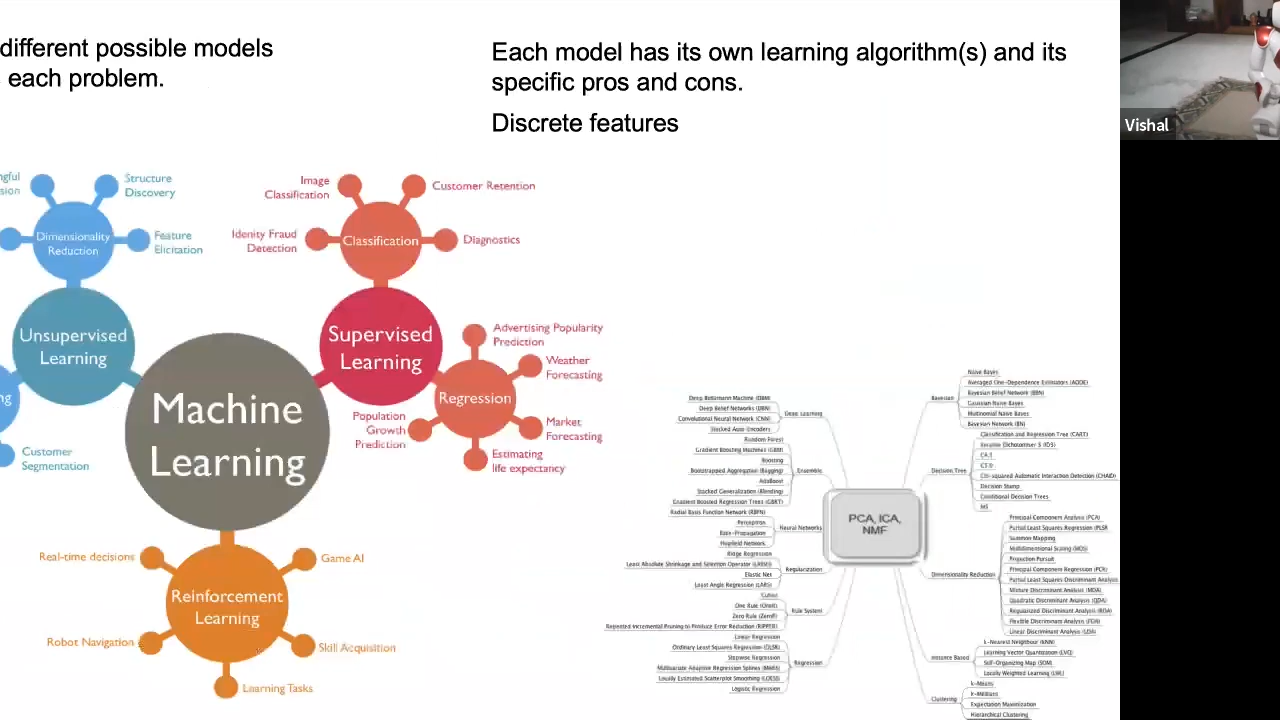 different possible models
each problem.
Each model has its own learning algorithm(s) and its
specific pros and cons.
Discrete features
Vishal
Structure
Discovery
Dimensionality
Reduction
Feature
Elicitation
Image
Classification
Customer Retention
Idenity Fraud
Detection
Classification
Diagnostics
Unsupervised
Learning
Supervised
Learning
Advertising Popularity
Prediction
Weather
Forecasting
Regression
Population
Growth
Prediction
Market
Forecasting
Estimating
life expectancy
Customer
Segmentation
Machine
Learning
Real-time decisions
Game AI
Reinforcement
Learning
Robot Navigation
Skill Acquisition
Learning Tasks
PCA, ICA,
NMF
Deep Boltzmann Machine (DBM)
Deep Belief Networks (DBN)
Convolutional Neural Network (CNN)
Stacked Auto-Encoders
Deep Learning
Random Forest
Gradient Boosting Machines (GBM)
Boosting
Bootstrapped Aggregation (Bagging)
AdaBoost
Stacked Generalization (Blending)
Gradient Boosted Regression Trees (GBRT)
Ensemble
Radial Basis Function Network (RBFN)
Perceptron
Back-Propagation
Hopfield Network
Neural Networks
Ridge Regression
Least Absolute Shrinkage and Selection Operator (LASSO)
Elastic Net
Least Angle Regression (LARS)
Regularization
Cubist
One Rule (OneR)
Zero Rule (ZeroR)
Repeated Incremental Pruning to Produce Error Reduction (RIPPER)
Rule System
Linear Regression
Ordinary Least Squares Regression (OLSR)
Stepwise Regression
Multivariate Adaptive Regression Splines (MARS)
Locally Estimated Scatterplot Smoothing (LOESS)
Logistic Regression
Regression
Bayesian
Naive Bayes
Averaged One-Dependence Estimators (AODE)
Bayesian Belief Network (BBN)
Gaussian Naive Bayes
Multinomial Naive Bayes
Bayesian Network (BN)
Decision Tree
Classification and Regression Tree (CART)
Iterative Dichotomiser 3 (ID3)
C4.5
C5.0
Chi-squared Automatic Interaction Detection (CHAID)
Decision Stump
Conditional Decision Trees
M5
Dimensionality Reduction
Principal Component Analysis (PCA)
Partial Least Squares Regression (PLSR
Sammon Mapping
Multidimensional Scaling (MDS)
Projection Pursuit
Principal Component Regression (PCR)
Partial Least Squares Discriminant Analysis
Mixture Discriminant Analysis (MDA)
Quadratic Discriminant Analysis (QDA)
Regularized Discriminant Analysis (RDA)
Flexible Discriminant Analysis (FDA)
Linear Discriminant Analysis (LDA)
Instance Based
k-Nearest Neighbour (kNN)
Learning Vector Quantization (LVQ)
Self-Organizing Map (SOM)
Locally Weighted Learning (LWL)
Clustering
k-Means
k-Medians
Expectation Maximization
Hierarchical Clustering